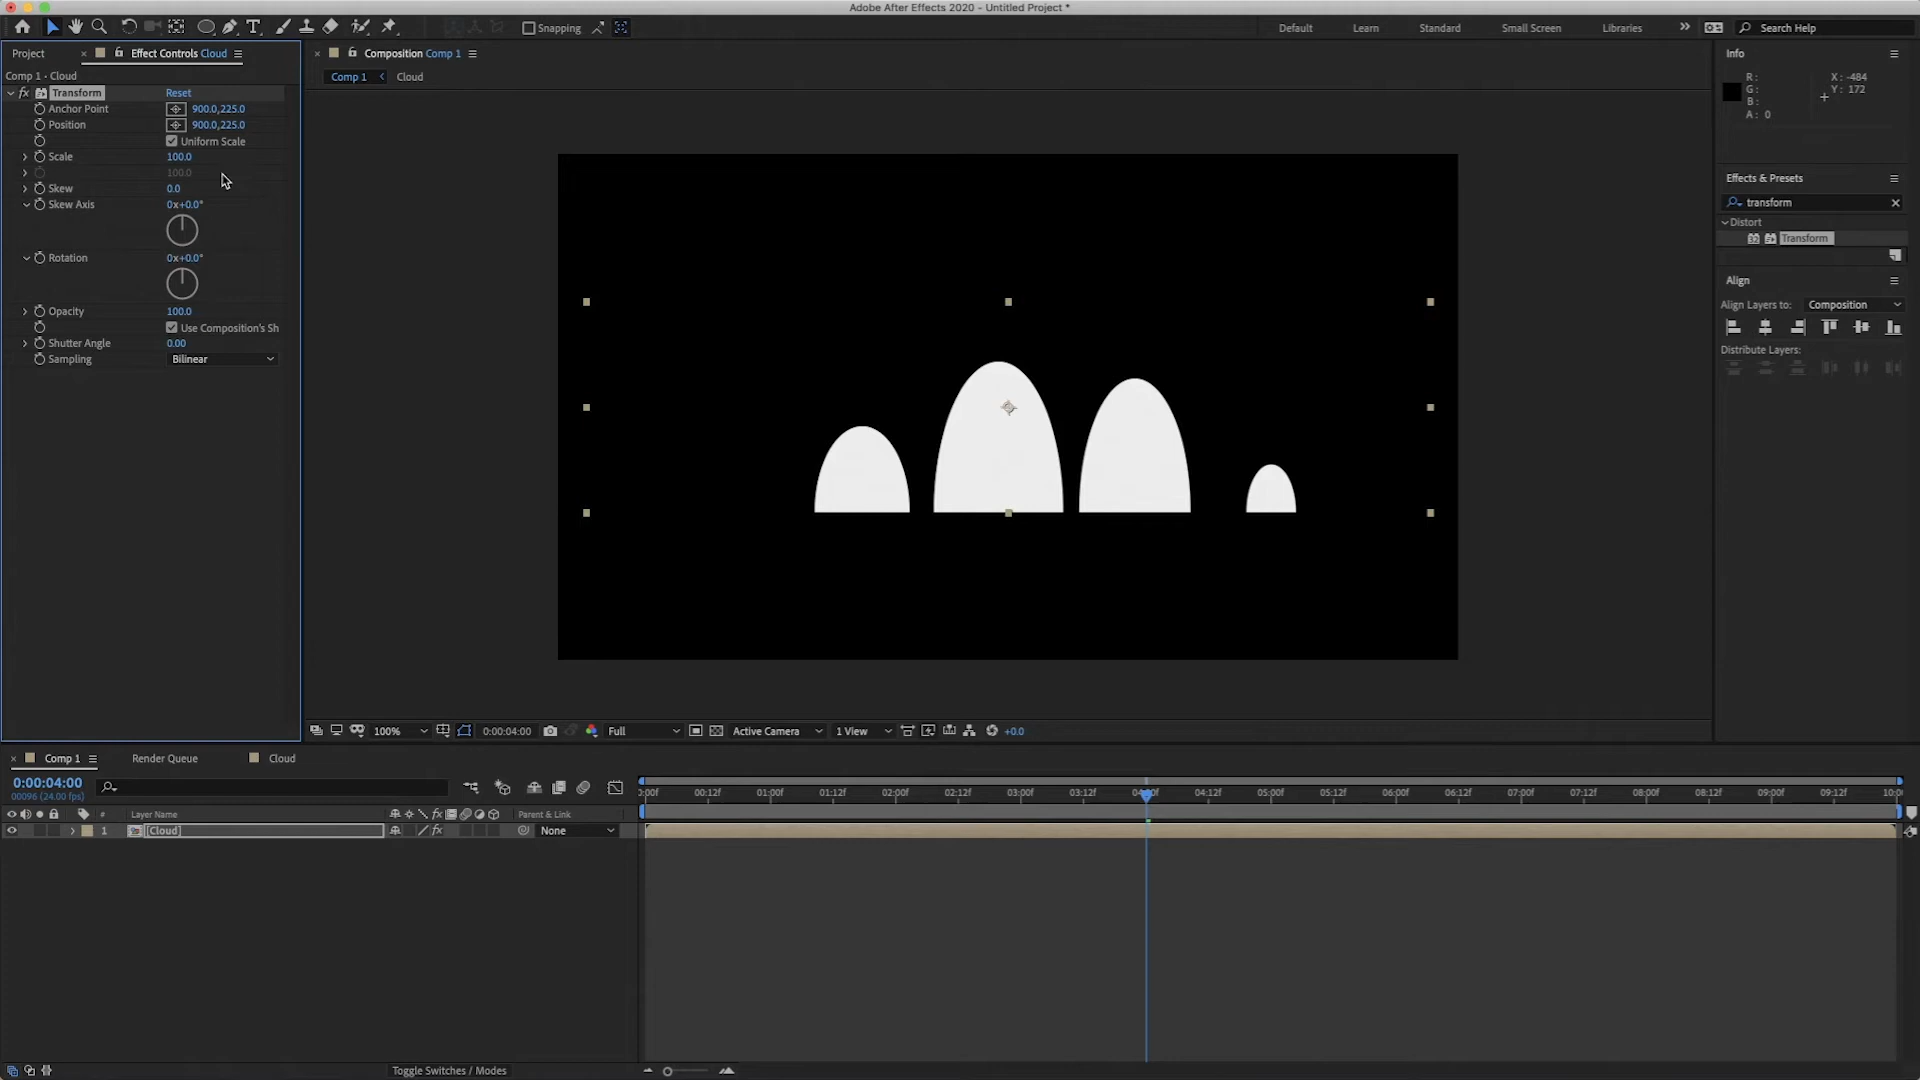 Adobe After Effects 2020 - Untitled Project *
Snapping
Default
Learn
Standard
Small Screen
Libraries
Search Help
Project
Effect Controls Cloud
Comp 1 · Cloud
fx Transform Reset
Anchor Point 900.0,225.0
Position 900.0,225.0
Uniform Scale
Scale 100.0
100.0
Skew 0.0
Skew Axis 0x+0.0°
Rotation 0x+0.0°
Opacity 100.0
Use Composition's Sh
Shutter Angle 0.00
Sampling Bilinear
Composition Comp 1
Comp 1 Cloud
Info
R:
G:
B:
A: 0
X: -484
Y: 172
Effects & Presets
transform
Distort
32 Transform
Align
Align Layers to: Composition
Distribute Layers:
100% 0:00:04:00 Full Active Camera 1 View +0.0
Comp 1 Render Queue Cloud
0:00:04:00
00096 (24.00 fps)
# Layer Name fx Parent & Link
1 [Cloud] fx None
):00f 00:12f 01:00f 01:12f 02:00f 02:12f 03:00f 03:12f 04:00f 04:12f 05:00f 05:12f 06:00f 06:12f 07:00f 07:12f 08:00f 08:12f 09:00f 09:12f 10:0
Toggle Switches / Modes